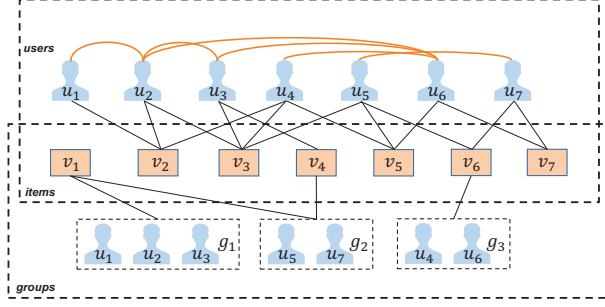 users
u1 u2 u3 u4 u5 u6 u7
v1 v2 v3 v4 v5 v6 v7
items
g1 g2 g3
u1 u2 u3 u5 u7 u4 u6
groups